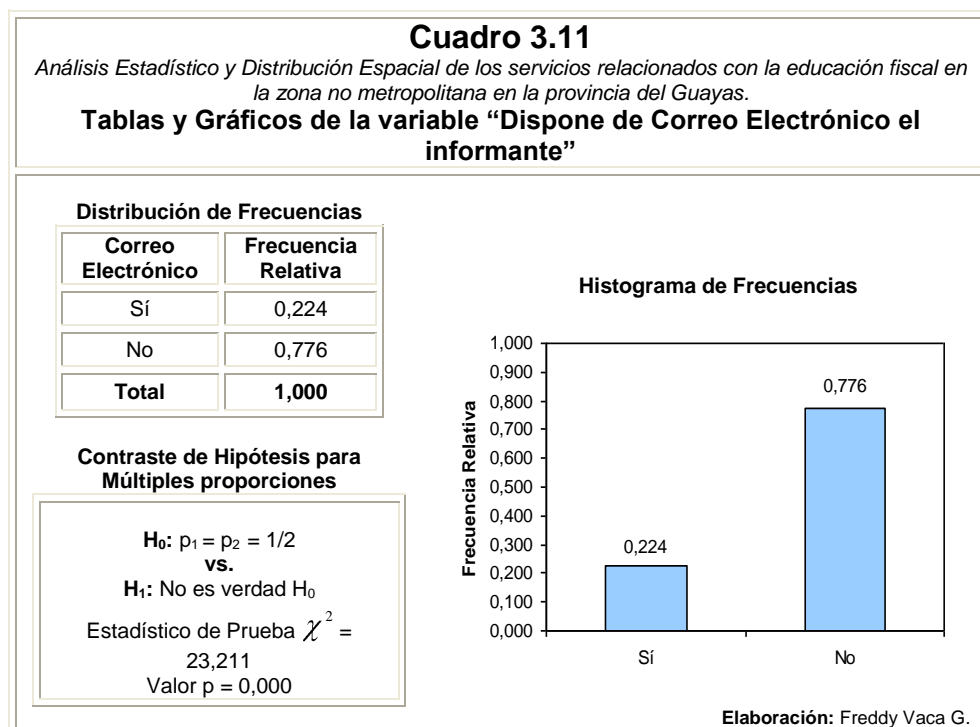 Cuadro 3.11
Análisis Estadístico y Distribución Espacial de los servicios relacionados con la educación fiscal en
la zona no metropolitana en la provincia del Guayas.
Tablas y Gráficos de la variable “Dispone de Correo Electrónico el
informante”
Distribución de Frecuencias
Correo Electrónico	Frecuencia Relativa
Sí	0,224
No	0,776
Total	1,000
Contraste de Hipótesis para
Múltiples proporciones
H₀: p₁ = p₂ = 1/2
vs.
H₁: No es verdad H₀
Estadístico de Prueba χ² =
23,211
Valor p = 0,000
Histograma de Frecuencias
Frecuencia Relativa
1,000
0,900
0,800
0,700
0,600
0,500
0,400
0,300
0,200
0,100
0,000
0,224
0,776
Sí	No
Elaboración: Freddy Vaca G.